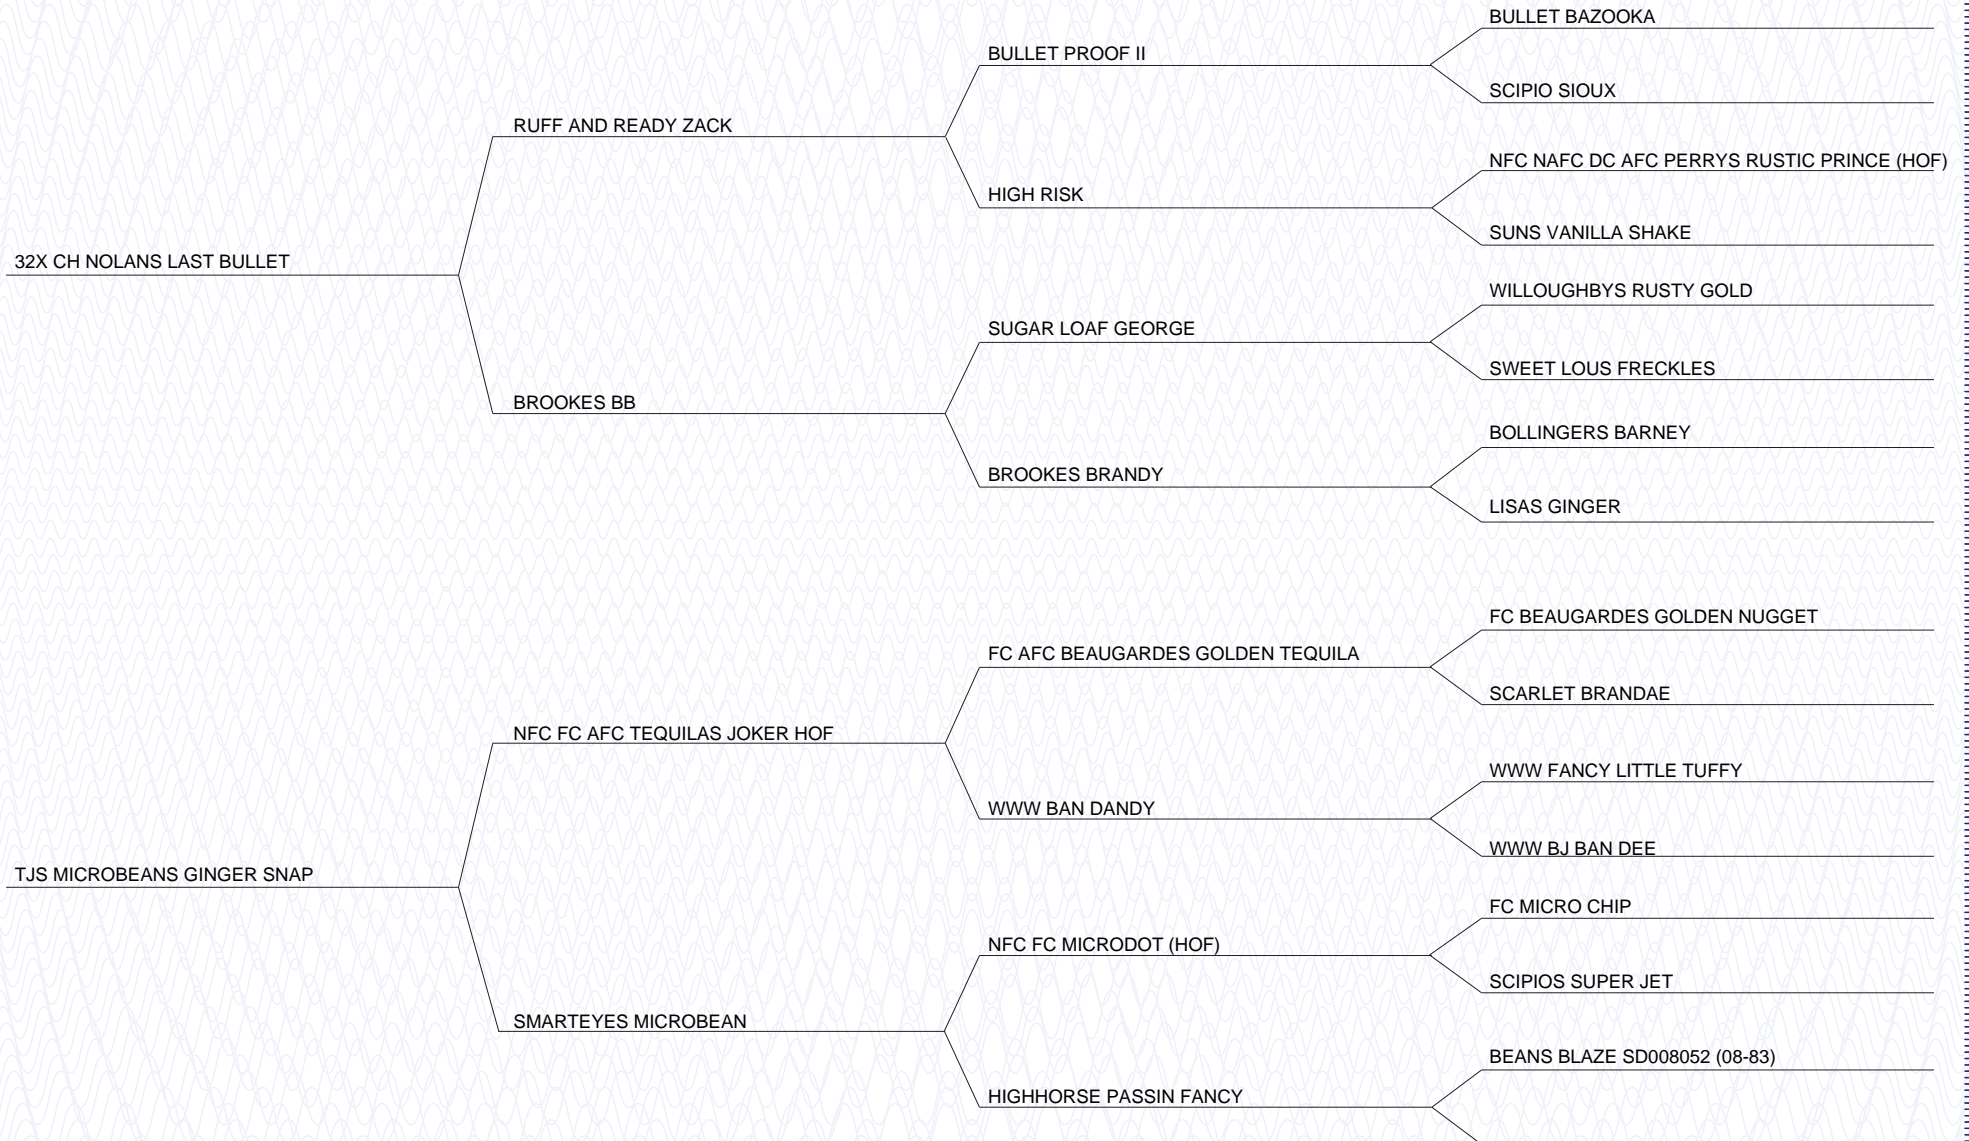 BULLET BAZOOKA
BULLET PROOF II
SCIPIO SIOUX
RUFF AND READY ZACK
NFC NAFC DC AFC PERRYS RUSTIC PRINCE (HOF)
HIGH RISK
SUNS VANILLA SHAKE
32X CH NOLANS LAST BULLET
WILLOUGHBYS RUSTY GOLD
SUGAR LOAF GEORGE
SWEET LOUS FRECKLES
BROOKES BB
BOLLINGERS BARNEY
BROOKES BRANDY
LISAS GINGER
FC BEAUGARDES GOLDEN NUGGET
FC AFC BEAUGARDES GOLDEN TEQUILA
SCARLET BRANDAE
NFC FC AFC TEQUILAS JOKER HOF
WWW FANCY LITTLE TUFFY
WWW BAN DANDY
WWW BJ BAN DEE
TJS MICROBEANS GINGER SNAP
FC MICRO CHIP
NFC FC MICRODOT (HOF)
SCIPIOS SUPER JET
SMARTEYES MICROBEAN
BEANS BLAZE SD008052 (08-83)
HIGHHORSE PASSIN FANCY